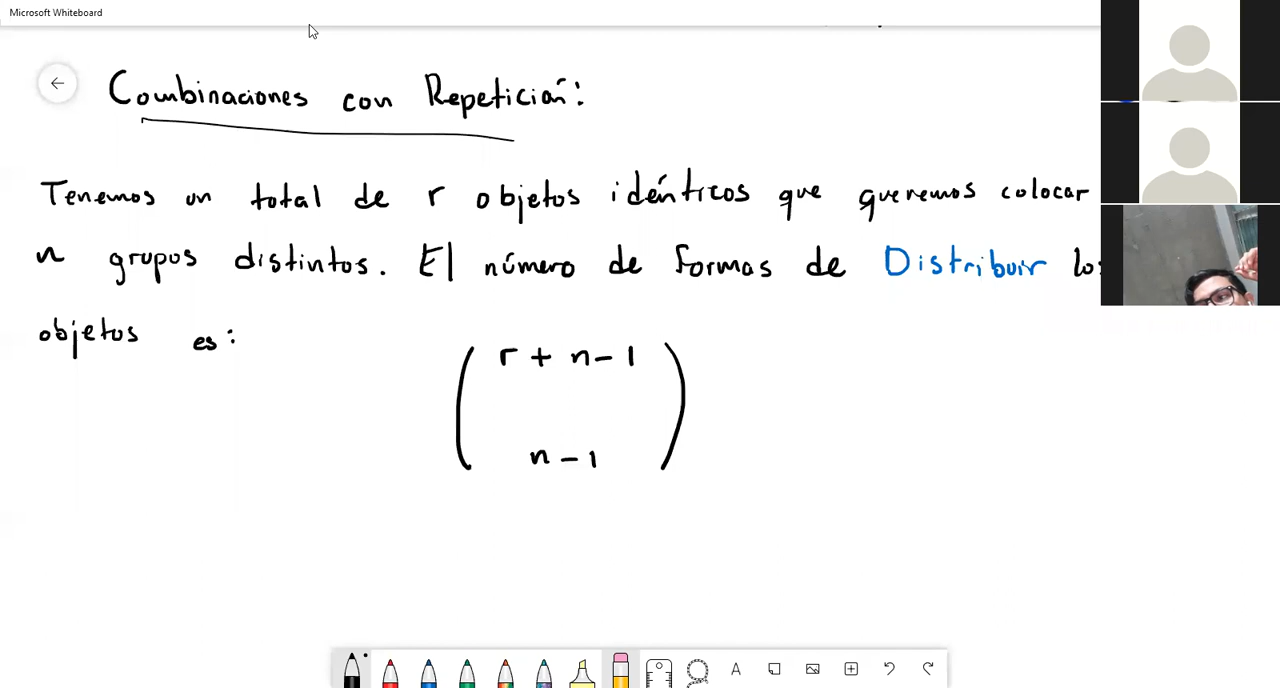 Microsoft Whiteboard
Combinaciones con Repetición:
Tenemos un total de r objetos idénticos que queremos colocar
n grupos distintos. El número de formas de Distribuir
objetos es:
r + n - 1
n - 1
A